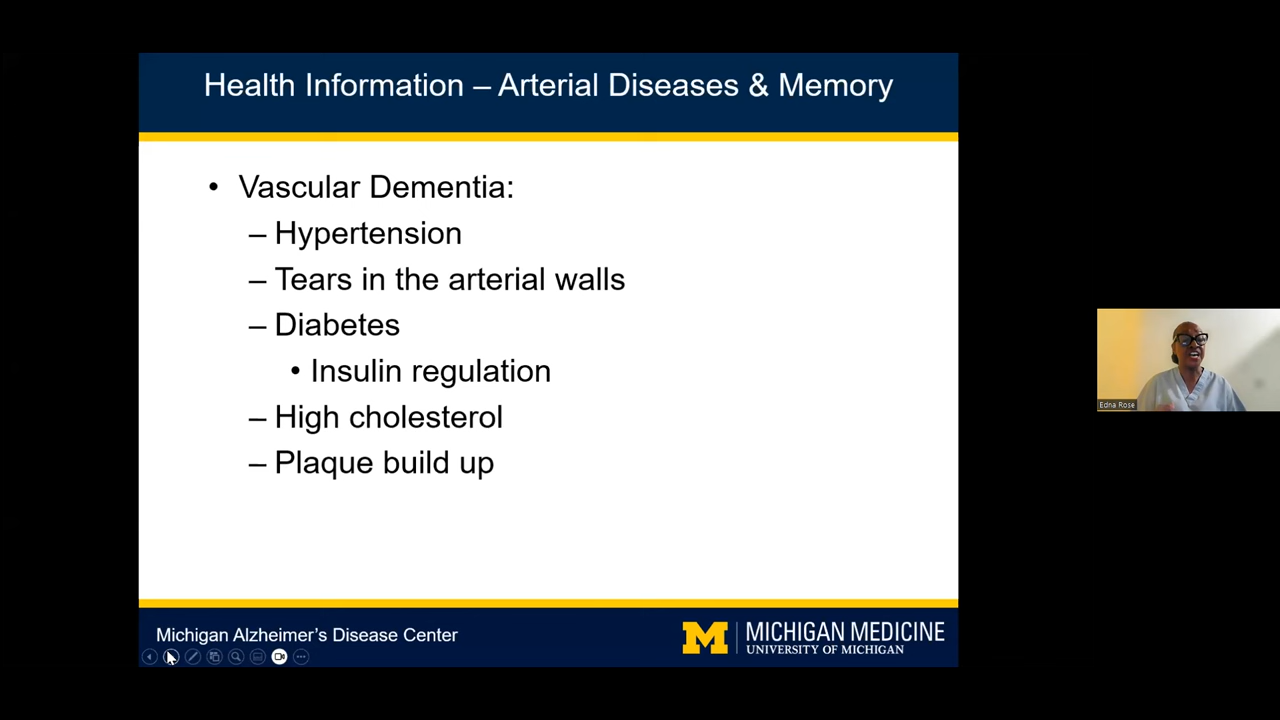 Health Information – Arterial Diseases & Memory
• Vascular Dementia:
– Hypertension
– Tears in the arterial walls
– Diabetes
• Insulin regulation
– High cholesterol
– Plaque build up
Edna Rose
Michigan Alzheimer's Disease Center
M
MICHIGAN MEDICINE
UNIVERSITY OF MICHIGAN